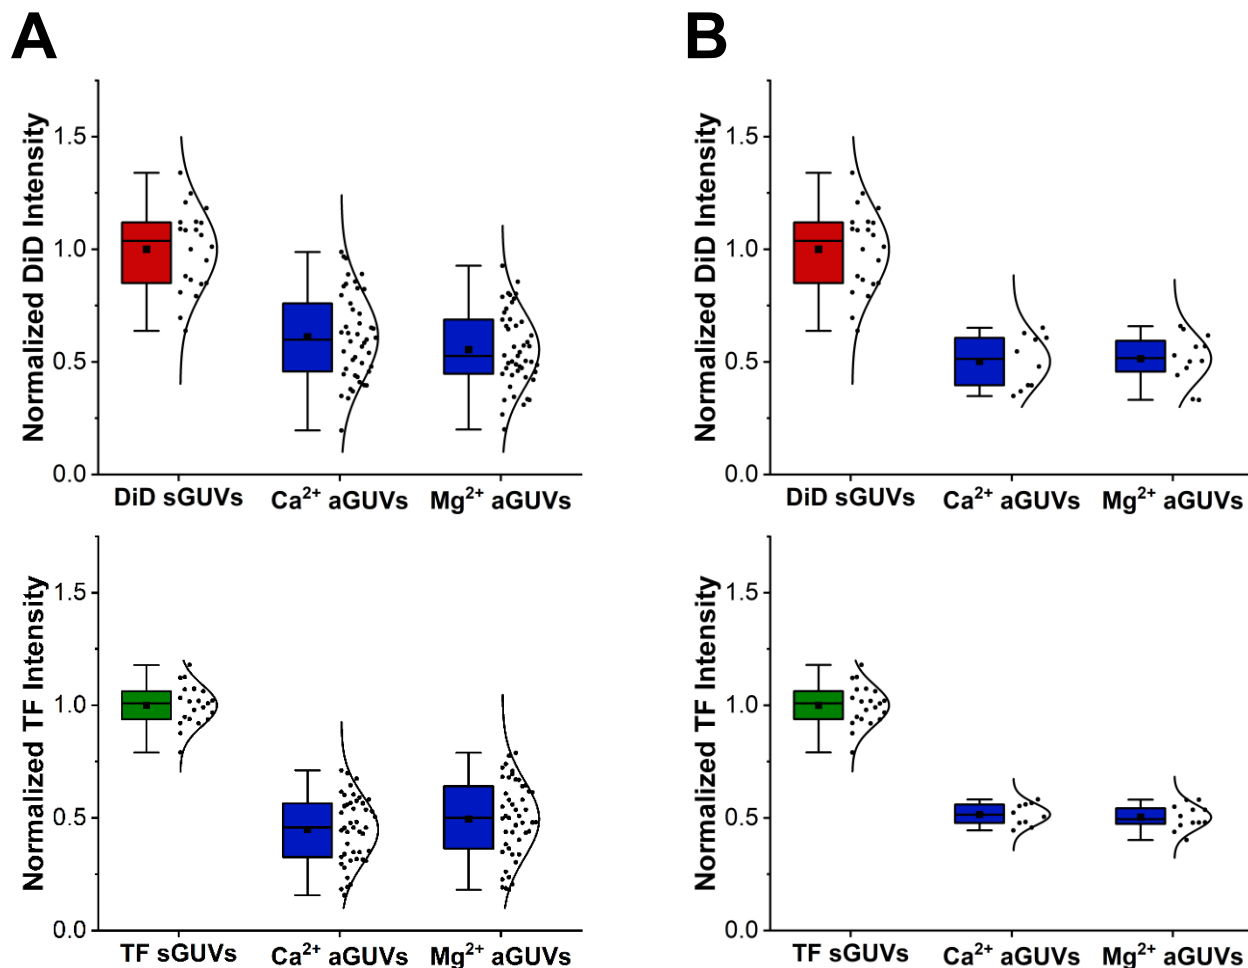 A
B
Normalized DiD Intensity
1.5
1.0
0.5
0.0
DiD sGUVs
Ca²⁺ aGUVs
Mg²⁺ aGUVs
Normalized DiD Intensity
1.5
1.0
0.5
0.0
DiD sGUVs
Ca²⁺ aGUVs
Mg²⁺ aGUVs
Normalized TF Intensity
1.5
1.0
0.5
0.0
TF sGUVs
Ca²⁺ aGUVs
Mg²⁺ aGUVs
Normalized TF Intensity
1.5
1.0
0.5
0.0
TF sGUVs
Ca²⁺ aGUVs
Mg²⁺ aGUVs